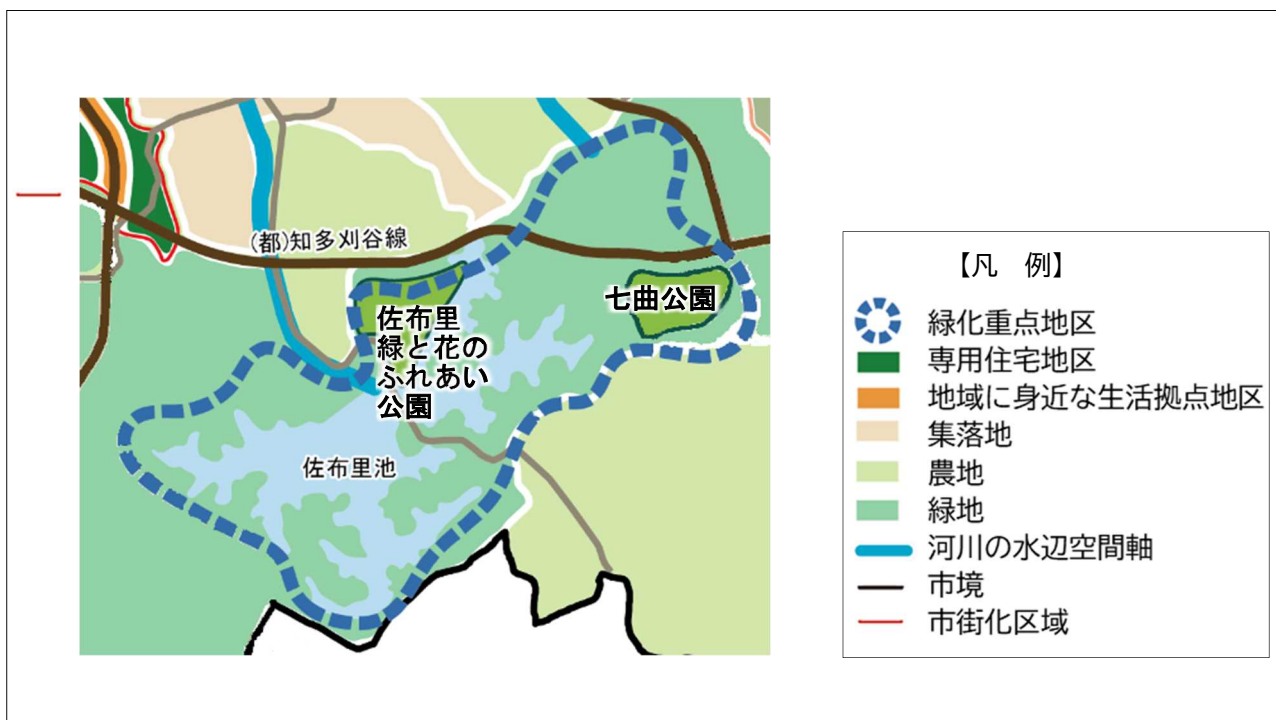 (都)知多刈谷線
七曲公園
佐布里
緑と花の
ふれあい
公園
佐布里池
【凡　例】
緑化重点地区
専用住宅地区
地域に身近な生活拠点地区
集落地
農地
緑地
河川の水辺空間軸
市境
市街化区域